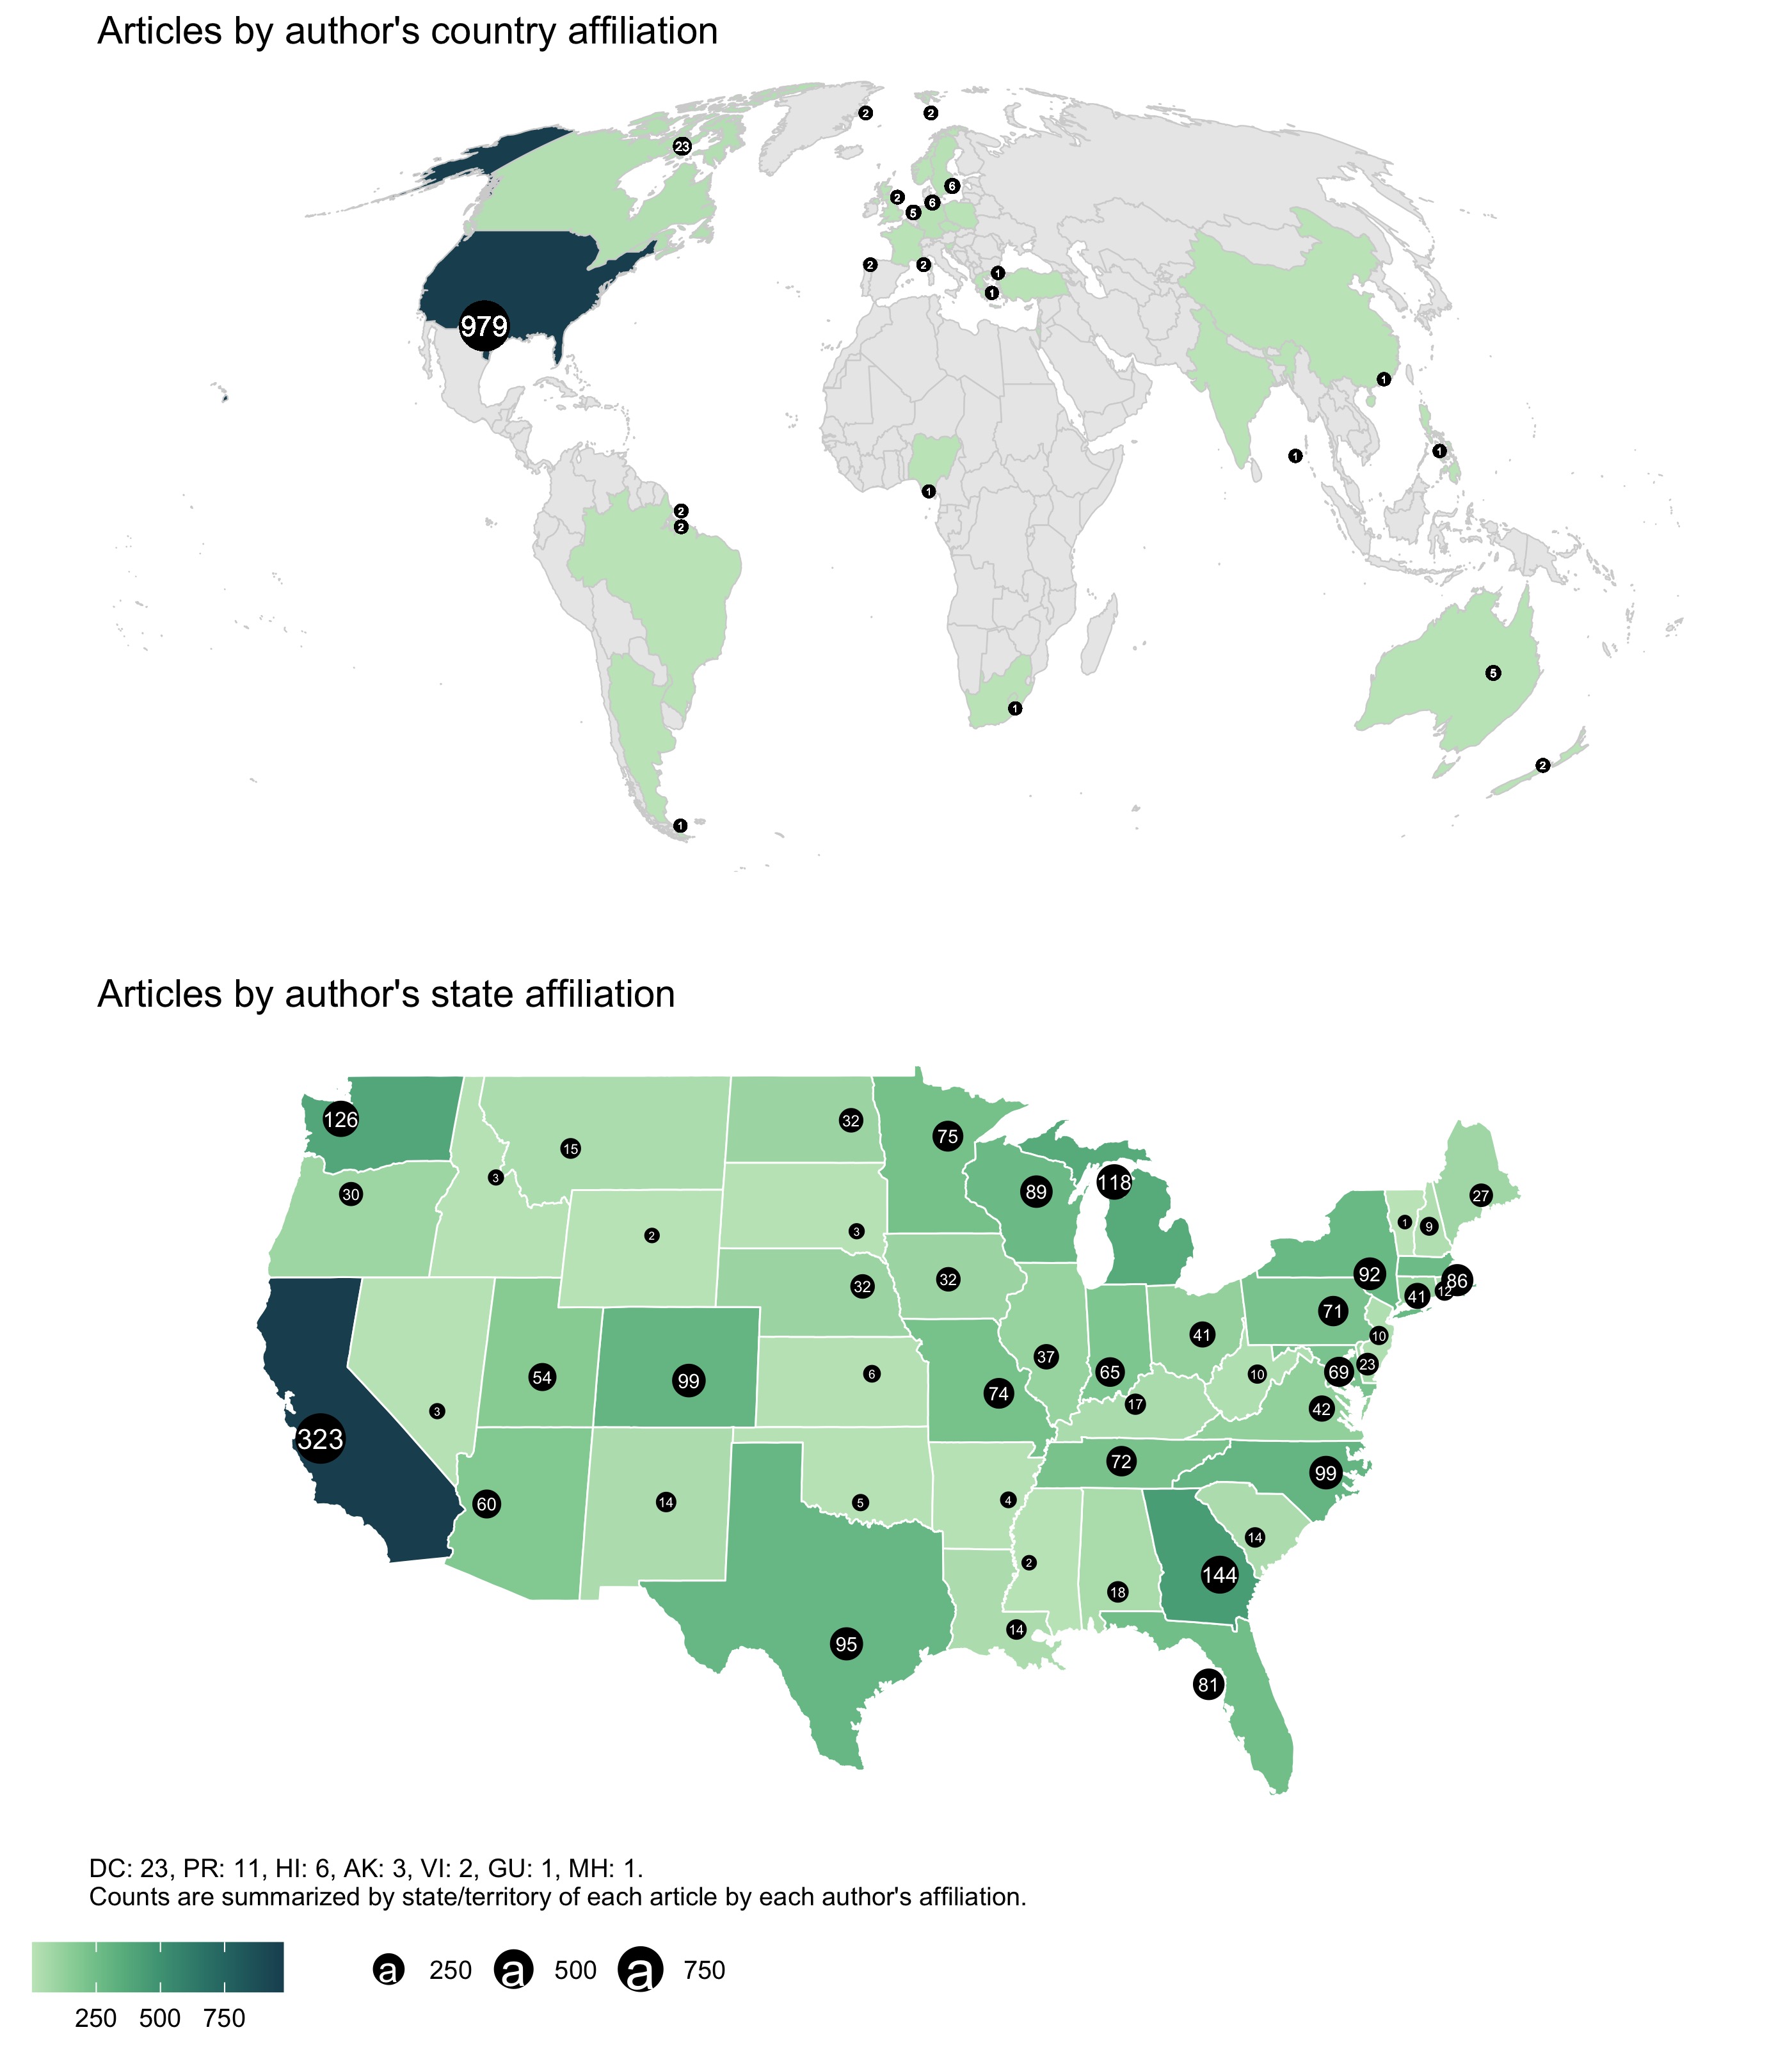 Articles by author's country affiliation
2 2
23
6
2 6
5
2 2
1
979 1
1
1 1
1
2
2
5
1
2
1
Articles by author's state affiliation
126 32 75
15
3 118
30 89 27
1 9
2 3
32 32 92 86
41 12
71
41 10
37 69 23
54 99 6 65 10
74 17 42
3
323 72 99
60 14 5 4
14
2 144
18
14
95
81
DC: 23, PR: 11, HI: 6, AK: 3, VI: 2, GU: 1, MH: 1.
Counts are summarized by state/territory of each article by each author's affiliation.
a 250 a 500 a 750
250 500 750